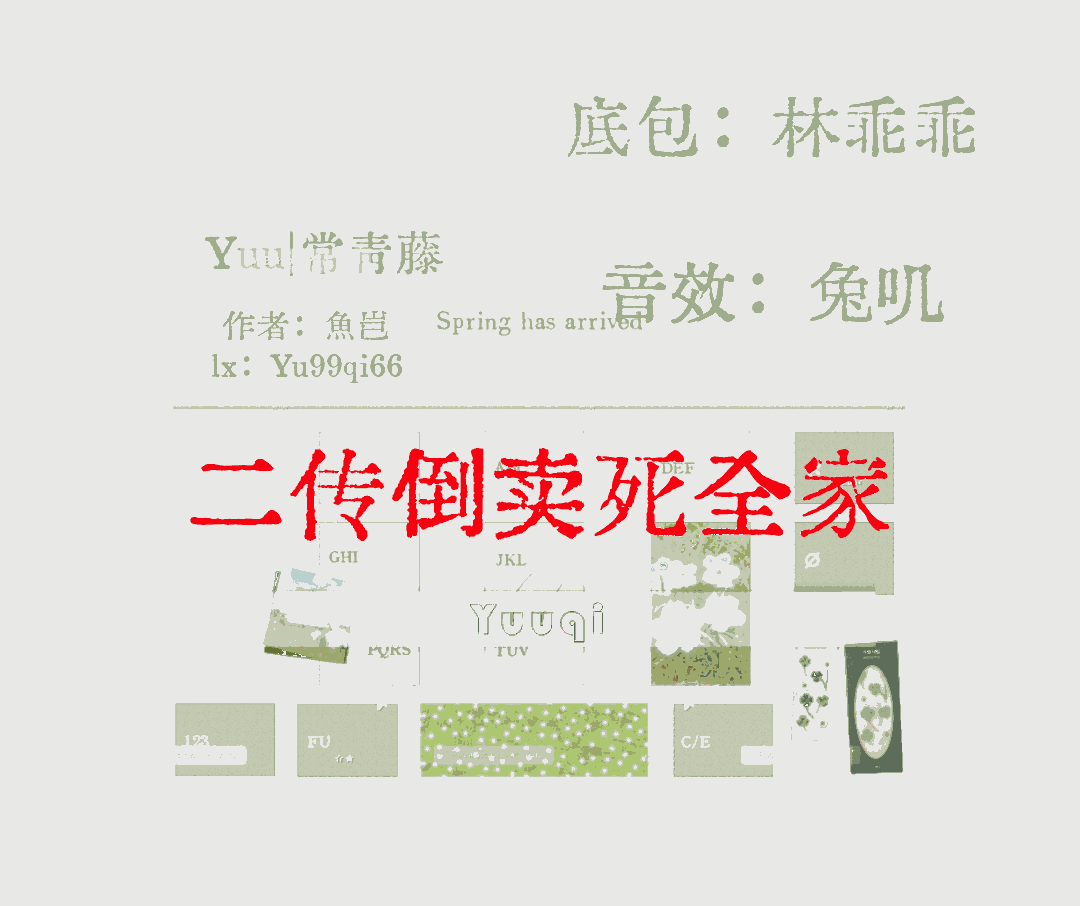 底包：林乖乖
Yuu|常青藤
音效：兔叽
作者：魚岂
Spring has arrived
lx：Yu99qi66
二传倒卖死全家
DEF
GHI
JKL
Ø
Yuuqi
PQRS
TUV
123
FU
C/E